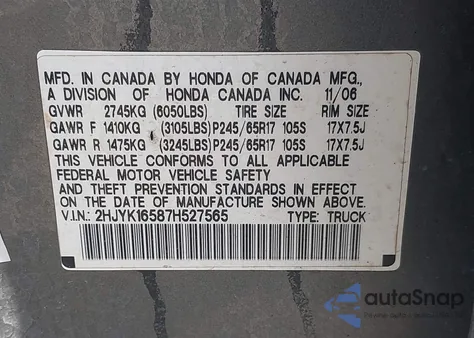 MFD. IN CANADA BY HONDA OF CANADA MFG.,
A DIVISION OF HONDA CANADA INC. 11/06
GVWR 2745KG (6050LBS) TIRE SIZE RIM SIZE
GAWR F 1410KG (3105LBS) P245/65R17 105S 17X7.5J
GAWR R 1475KG (3245LBS) P245/65R17 105S 17X7.5J
THIS VEHICLE CONFORMS TO ALL APPLICABLE
FEDERAL MOTOR VEHICLE SAFETY
AND THEFT PREVENTION STANDARDS IN EFFECT
ON THE DATE OF MANUFACTURE SHOWN ABOVE.
V.I.N.: 2HJYK16587H527565 TYPE: TRUCK
autoSnap